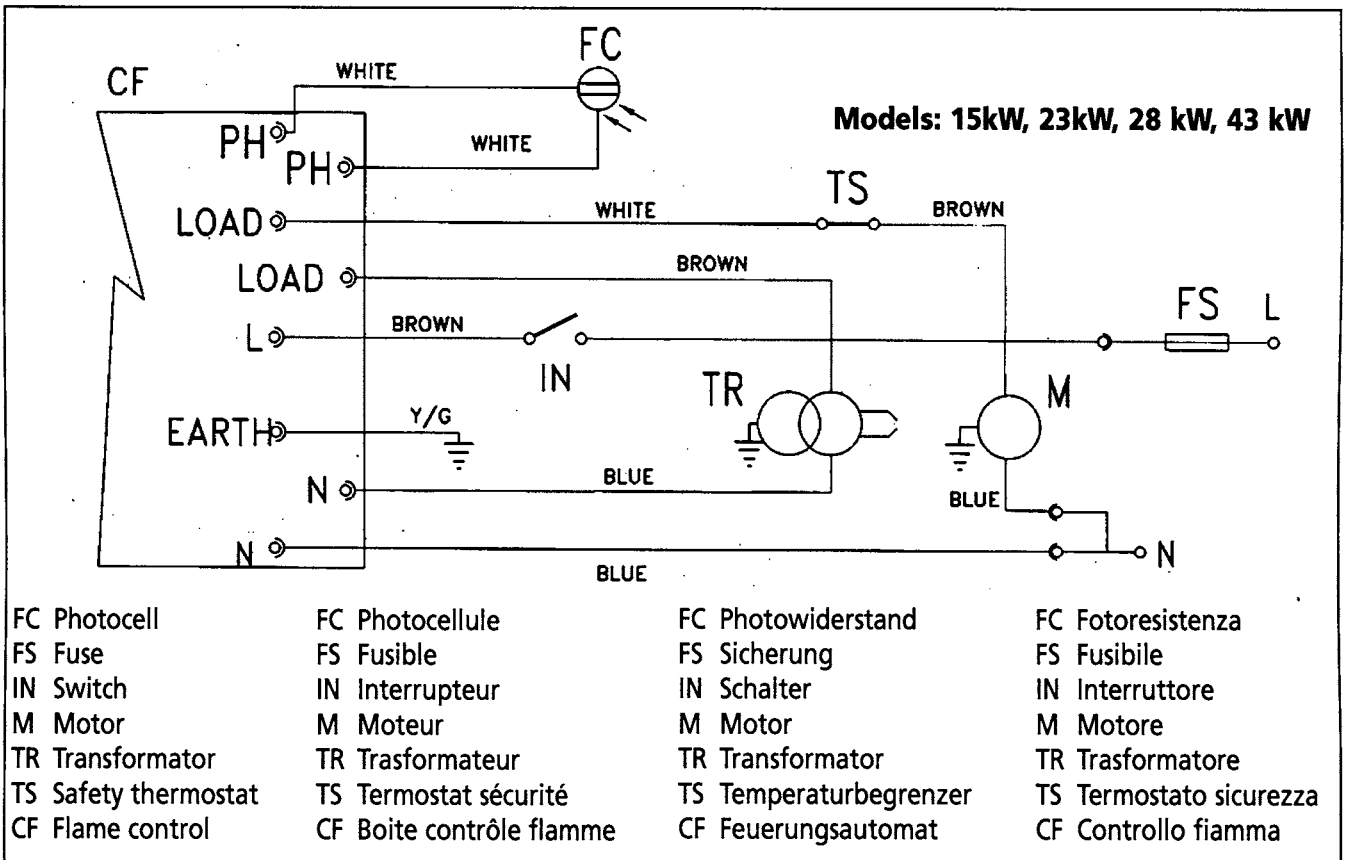 FC
CF
WHITE
Models: 15kW, 23kW, 28 kW, 43 kW
PH
WHITE
PH
TS
LOAD
WHITE
BROWN
LOAD
BROWN
FS
L
L
BROWN
IN
TR
M
EARTH
Y/G
N
BLUE
BLUE
N
BLUE
N
FC Photocell
FS Fuse
IN Switch
M Motor
TR Transformator
TS Safety thermostat
CF Flame control
FC Photocellule
FS Fusible
IN Interrupteur
M Moteur
TR Trasformateur
TS Termostat sécurité
CF Boite contrôle flamme
FC Photowiderstand
FS Sicherung
IN Schalter
M Motor
TR Transformator
TS Temperaturbegrenzer
CF Feuerungsautomat
FC Fotoresistenza
FS Fusibile
IN Interruttore
M Motore
TR Trasformatore
TS Termostato sicurezza
CF Controllo fiamma